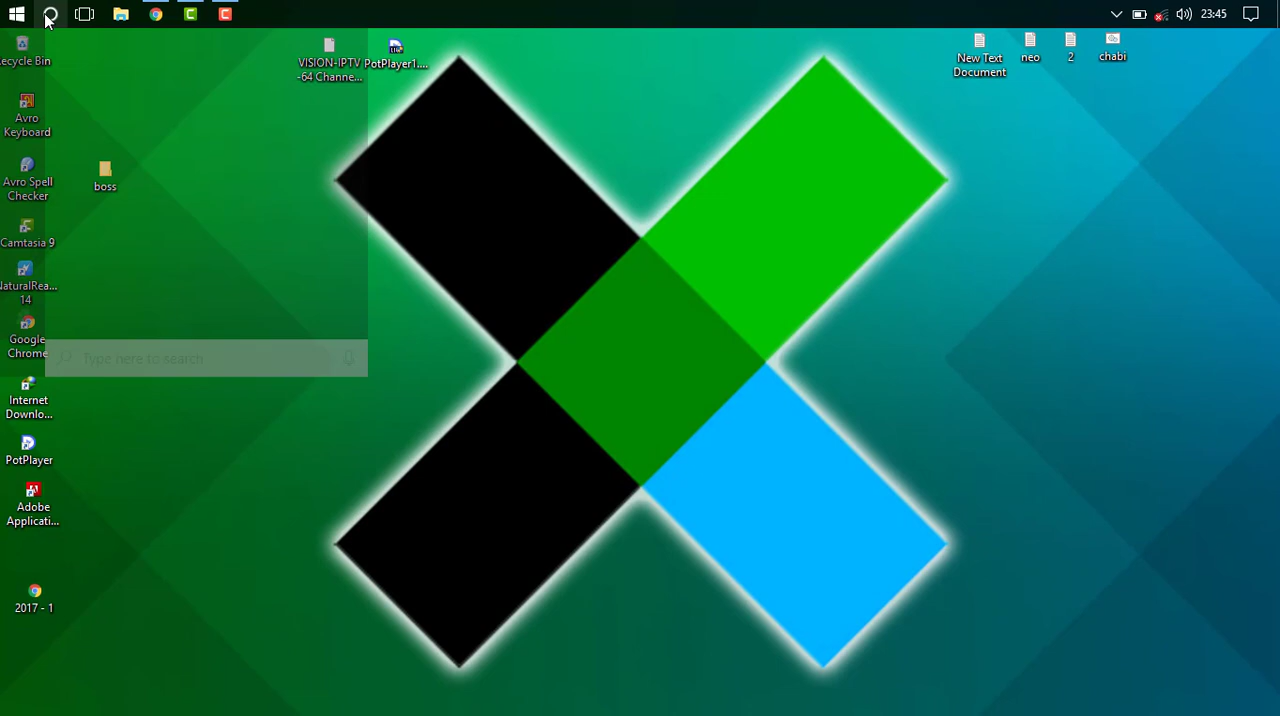 23:45
Recycle Bin
Avro
Keyboard
Avro Spell
Checker
Camtasia 9
NaturalRea...
14
Google
Chrome
Internet
Downlo...
PotPlayer
Adobe
Applicati...
2017 - 1
boss
VISION-IPTV
-64 Channe...
PotPlayer1....
Type here to search
New Text
Document
neo
2
chabi